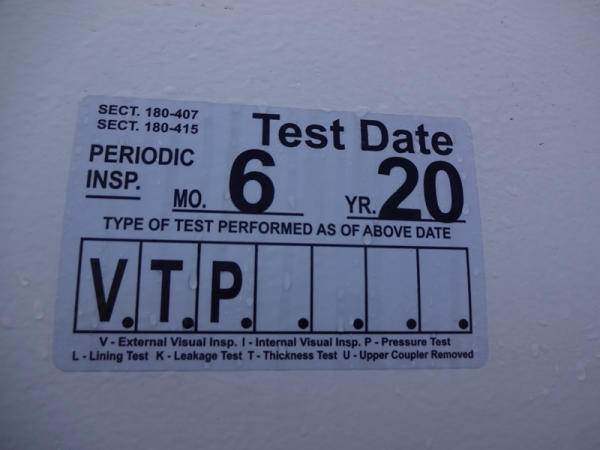 SECT. 180-407
SECT. 180-415
Test Date
PERIODIC
INSP.
MO. 6 YR. 20
TYPE OF TEST PERFORMED AS OF ABOVE DATE
V. T. P. . . . .
V - External Visual Insp. I - Internal Visual Insp. P - Pressure Test
L - Lining Test K - Leakage Test T - Thickness Test U - Upper Coupler Removed